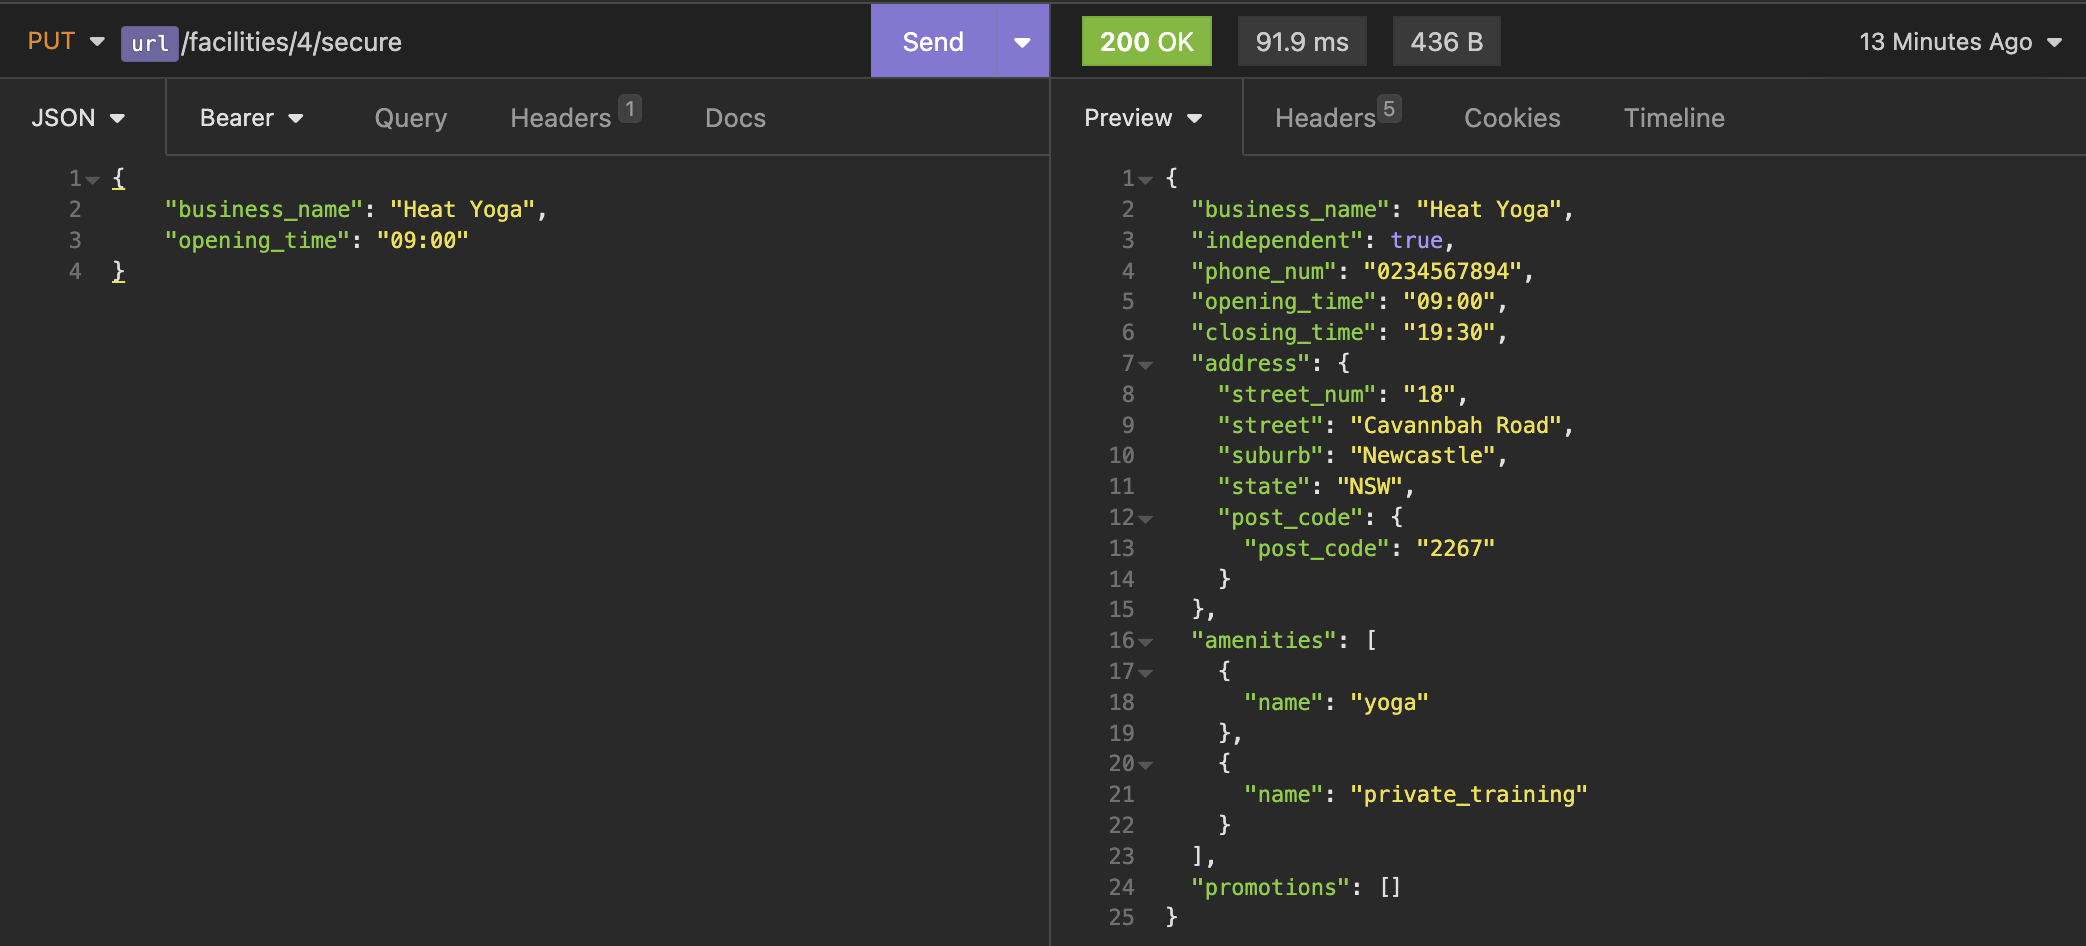 PUT url/facilities/4/secure Send 200 OK 91.9 ms 436 B 13 Minutes Ago
JSON Bearer Query Headers 1 Docs
1 {
2 "business_name": "Heat Yoga",
3 "opening_time": "09:00"
4 }
Preview Headers 5 Cookies Timeline
1 {
2 "business_name": "Heat Yoga",
3 "independent": true,
4 "phone_num": "0234567894",
5 "opening_time": "09:00",
6 "closing_time": "19:30",
7 "address": {
8 "street_num": "18",
9 "street": "Cavannbah Road",
10 "suburb": "Newcastle",
11 "state": "NSW",
12 "post_code": {
13 "post_code": "2267"
14 }
15 },
16 "amenities": [
17 {
18 "name": "yoga"
19 },
20 {
21 "name": "private_training"
22 }
23 ],
24 "promotions": []
25 }